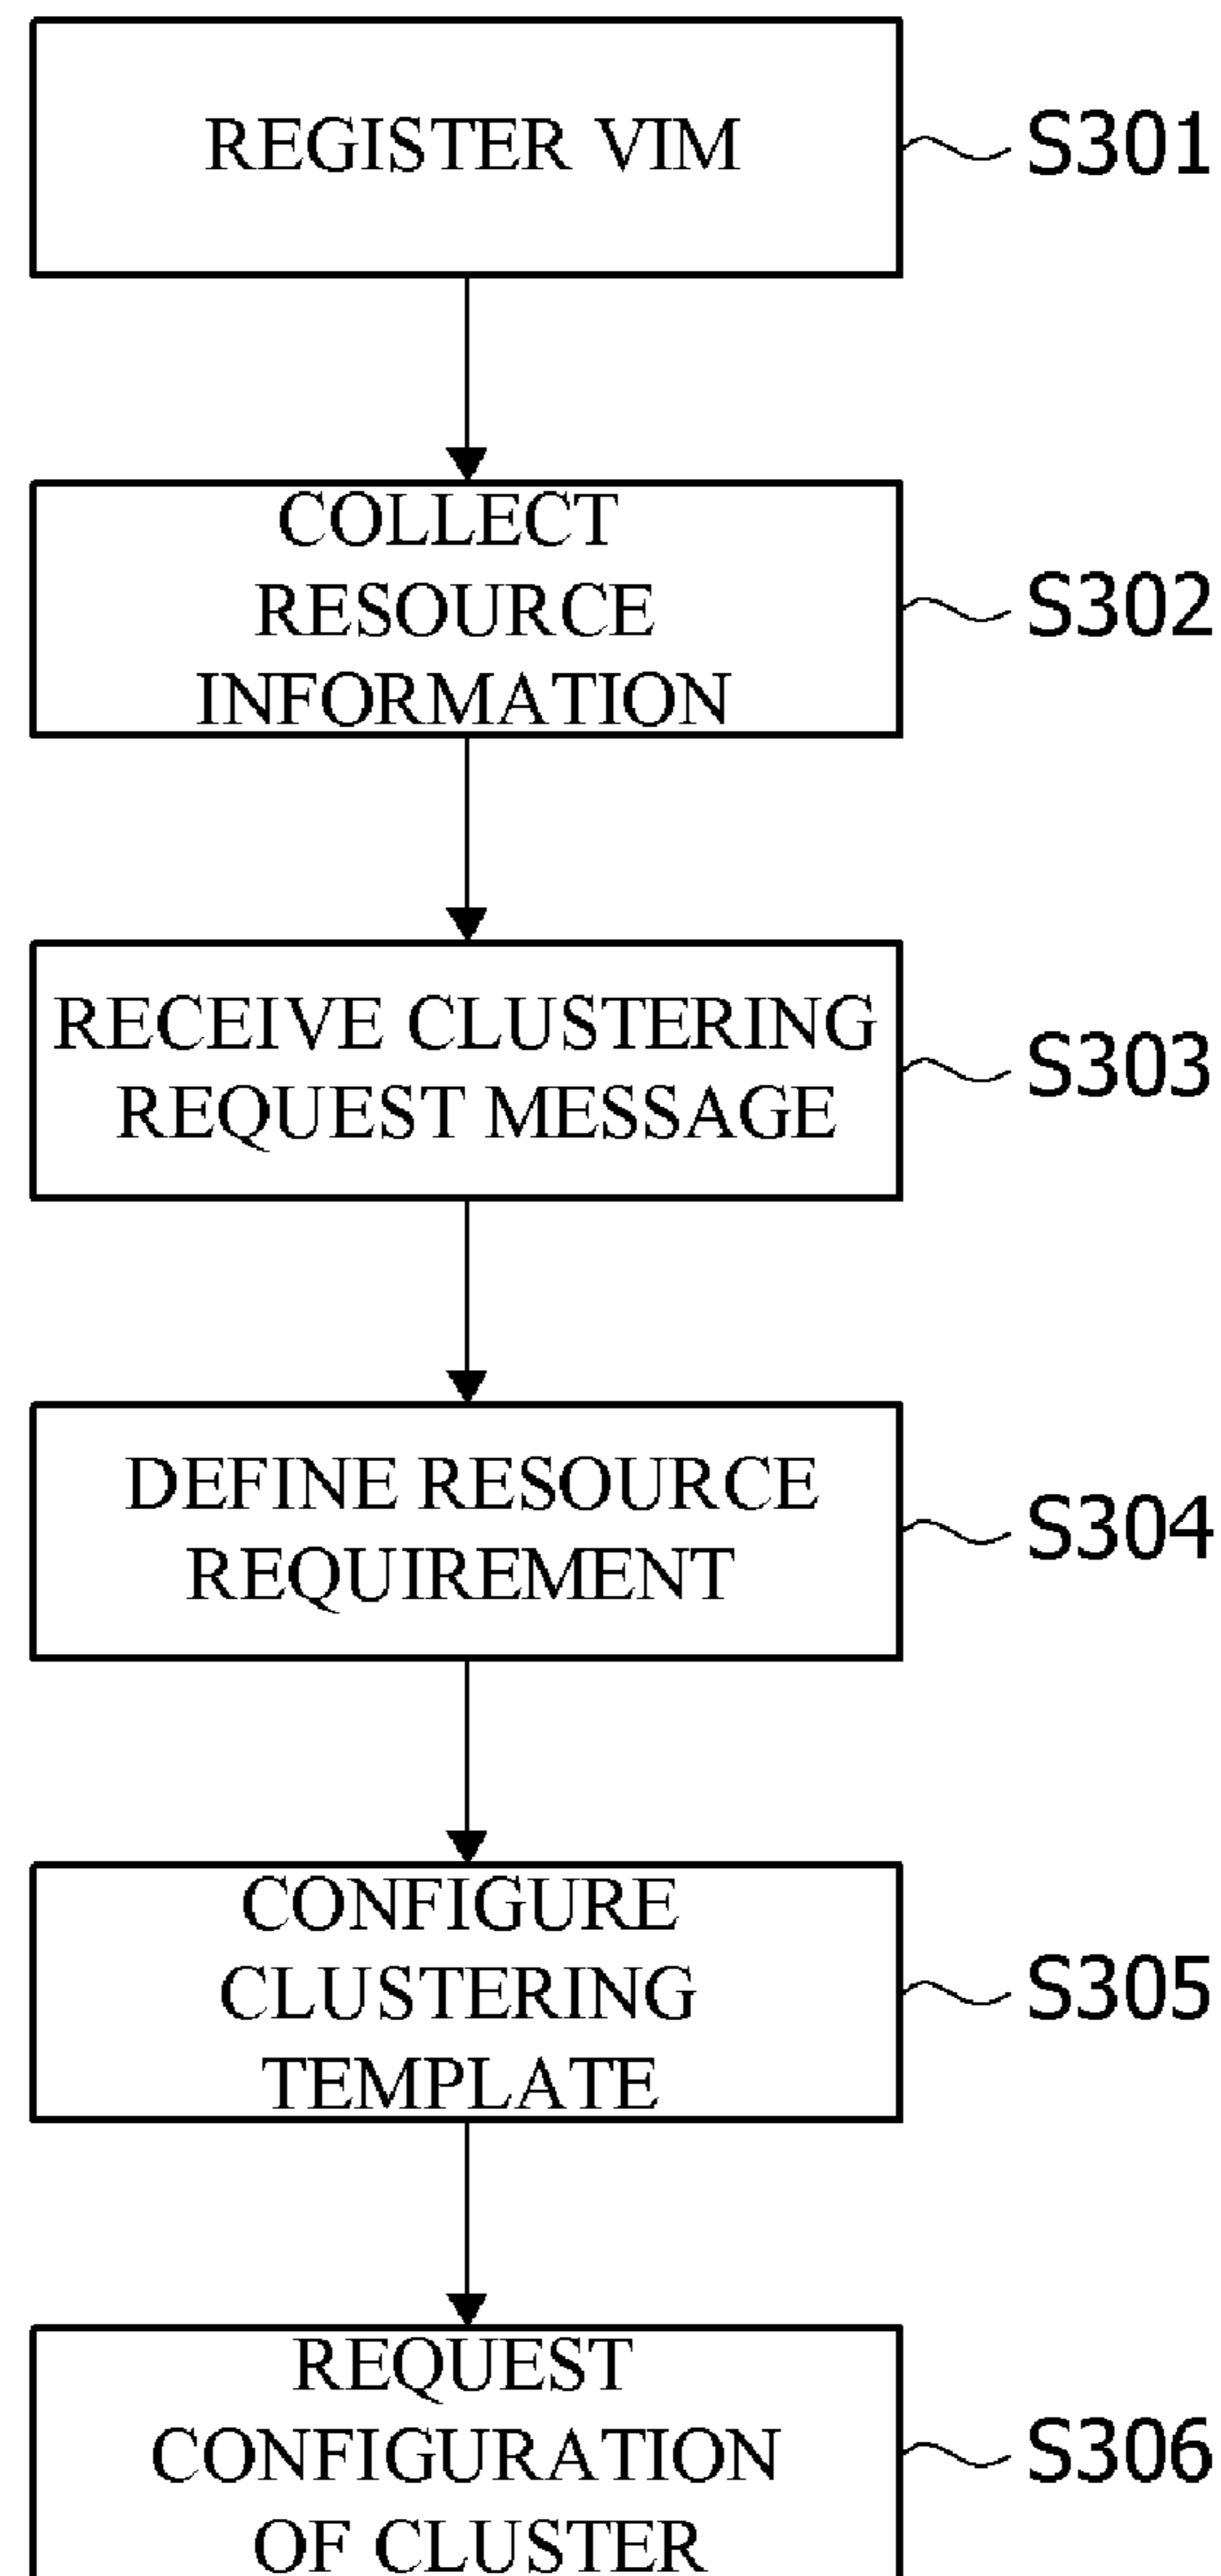 REGISTER VIM
S301
COLLECT
RESOURCE
INFORMATION
S302
RECEIVE CLUSTERING
REQUEST MESSAGE
S303
DEFINE RESOURCE
REQUIREMENT
S304
CONFIGURE
CLUSTERING
TEMPLATE
S305
REQUEST
CONFIGURATION
OF CLUSTER
S306